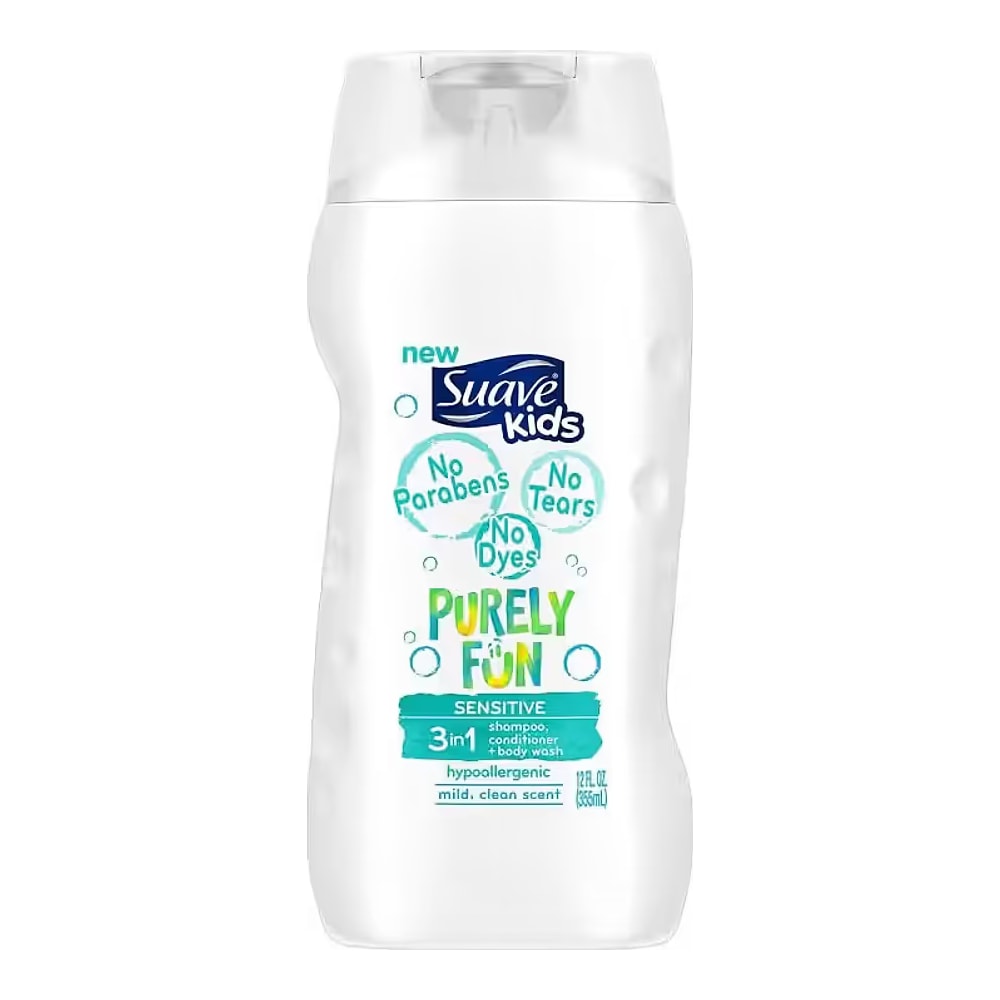 new
Suave®
Kids
No
Parabens
No
Tears
No
Dyes
PURELY
FUN
SENSITIVE
3in1
shampoo,
conditioner
+body wash
hypoallergenic
mild, clean scent
12 FL. OZ.
(355mL)